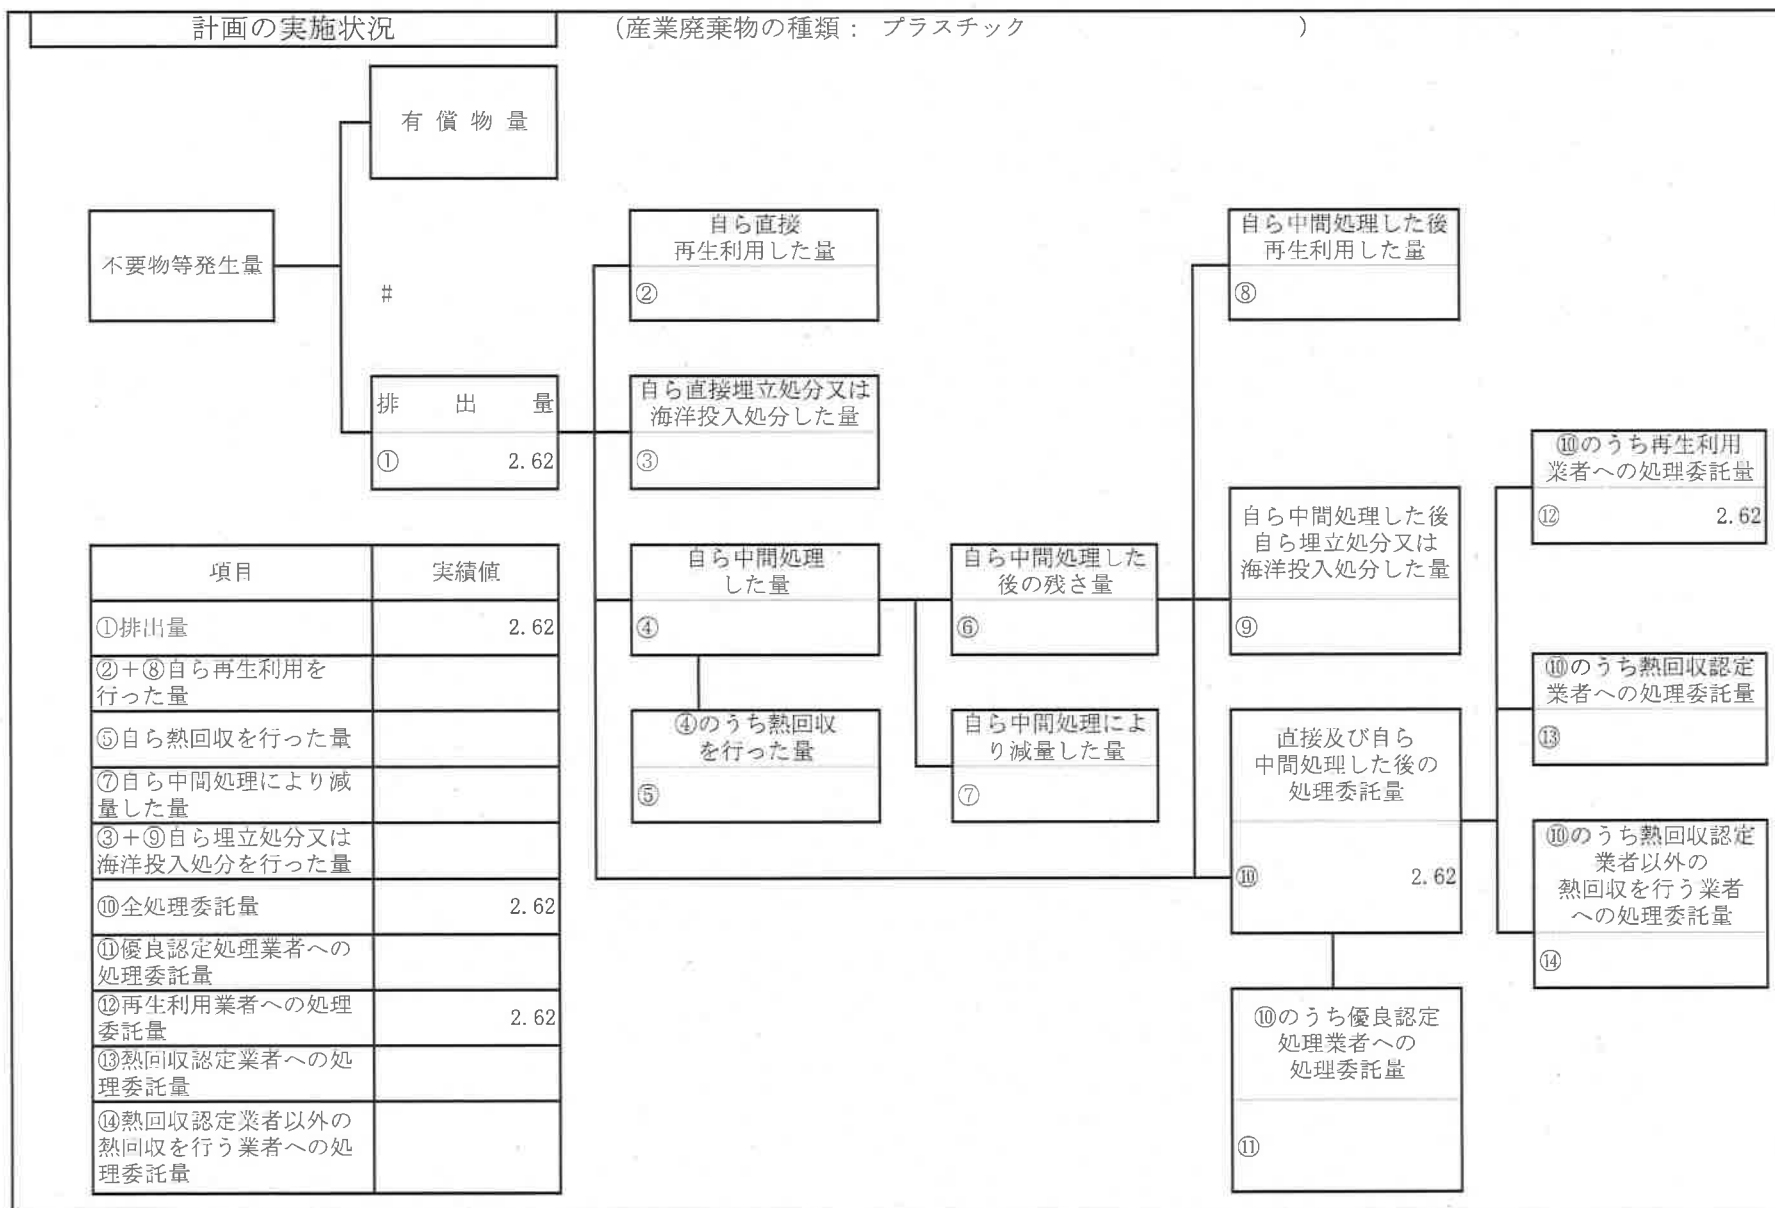 計画の実施状況
(産業廃棄物の種類： プラスチック )
有償物量
不要物等発生量
#
排出量
① 2.62
自ら直接
再生利用した量
②
自ら直接埋立処分又は
海洋投入処分した量
③
自ら中間処理
した量
④
④のうち熱回収
を行った量
⑤
自ら中間処理した
後の残さ量
⑥
自ら中間処理によ
り減量した量
⑦
自ら中間処理した後
再生利用した量
⑧
自ら中間処理した後
自ら埋立処分又は
海洋投入処分した量
⑨
直接及び自ら
中間処理した後の
処理委託量
⑩ 2.62
⑩のうち優良認定
処理業者への
処理委託量
⑪
⑩のうち再生利用
業者への処理委託量
⑫ 2.62
⑩のうち熱回収認定
業者への処理委託量
⑬
⑩のうち熱回収認定
業者以外の
熱回収を行う業者
への処理委託量
⑭
項目 実績値
①排出量 2.62
②＋⑧自ら再生利用を
行った量
⑤自ら熱回収を行った量
⑦自ら中間処理により減
量した量
③＋⑨自ら埋立処分又は
海洋投入処分を行った量
⑩全処理委託量 2.62
⑪優良認定処理業者への
処理委託量
⑫再生利用業者への処理
委託量 2.62
⑬熱回収認定業者への処
理委託量
⑭熱回収認定業者以外の
熱回収を行う業者への処
理委託量